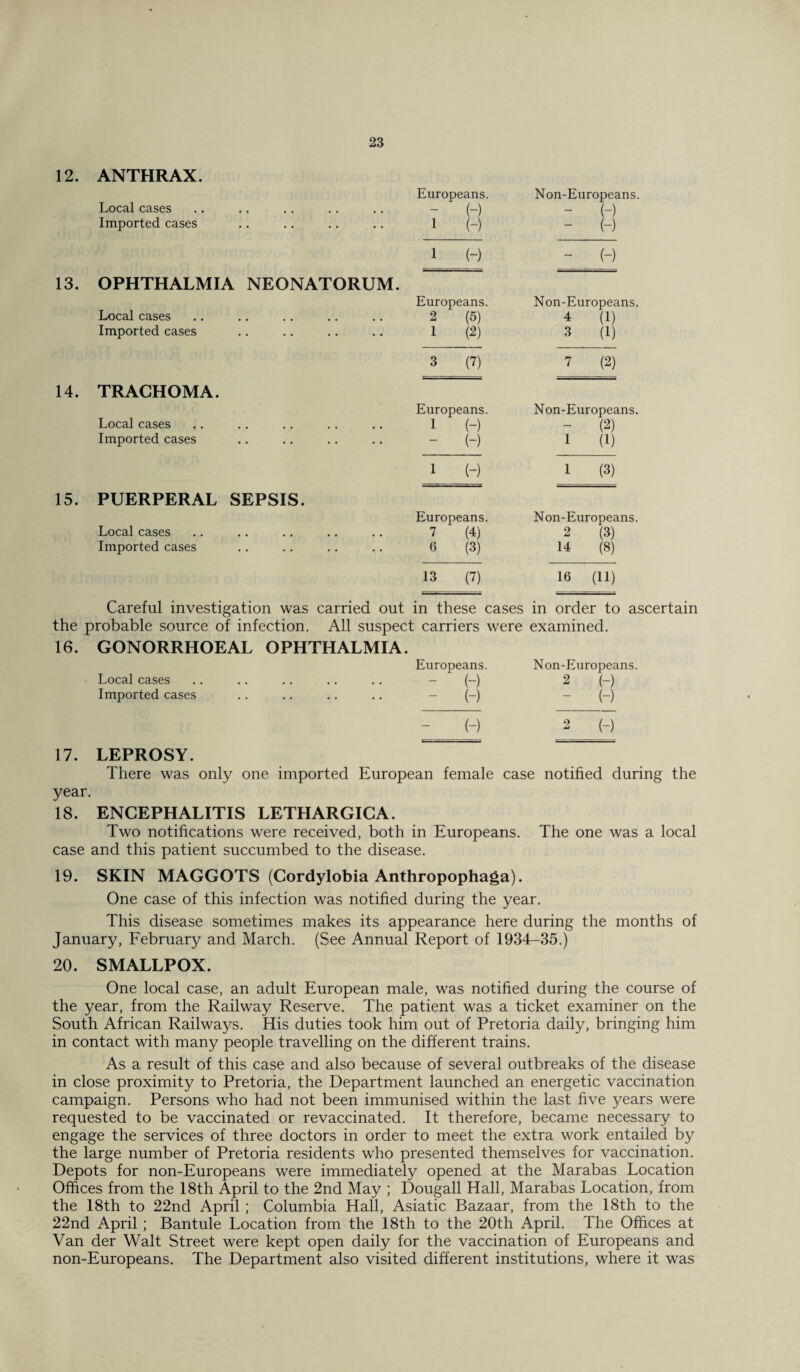 23
12. ANTHRAX.
Europeans. Non-Europeans.
Local cases .. .. .. .. .. - (-) - (-)
Imported cases .. .. .. .. 1 (-) - (-)
1 (-) - (-)
13. OPHTHALMIA NEONATORUM.
Europeans. Non-Europeans.
Local cases .. .. .. .. .. 2 (5) 4 (1)
Imported cases .. .. .. .. 1 (2) 3 (1)
3 (7) 7 (2)
14. TRACHOMA.
Europeans. Non-Europeans.
Local cases .. .. .. .. .. 1 (-) - (2)
Imported cases .. .. .. .. - (-) 1 (1)
1 (-) 1 (3)
15. PUERPERAL SEPSIS.
Europeans. Non-Europeans.
Local cases .. .. .. .. .. 7 (4) 2 (3)
Imported cases .. .. .. .. 6 (3) 14 (8)
13 (7) 16 (11)
Careful investigation was carried out in these cases in order to ascertain
the probable source of infection. All suspect carriers were examined.
16. GONORRHOEAL OPHTHALMIA.
Europeans. Non-Europeans.
Local cases .. .. .. .. .. - (-) 2 (-)
Imported cases .. .. .. .. - (-) - (-)
- (-) 2 (-)
17. LEPROSY.
There was only one imported European female case notified during the
year.
18. ENCEPHALITIS LETHARGICA.
Two notifications were received, both in Europeans. The one was a local
case and this patient succumbed to the disease.
19. SKIN MAGGOTS (Cordylobia Anthropophaga).
One case of this infection was notified during the year.
This disease sometimes makes its appearance here during the months of
January, February and March. (See Annual Report of 1934-35.)
20. SMALLPOX.
One local case, an adult European male, was notified during the course of
the year, from the Railway Reserve. The patient was a ticket examiner on the
South African Railways. His duties took him out of Pretoria daily, bringing him
in contact with many people travelling on the different trains.
As a result of this case and also because of several outbreaks of the disease
in close proximity to Pretoria, the Department launched an energetic vaccination
campaign. Persons who had not been immunised within the last five years were
requested to be vaccinated or revaccinated. It therefore, became necessary to
engage the services of three doctors in order to meet the extra work entailed by
the large number of Pretoria residents who presented themselves for vaccination.
Depots for non-Europeans were immediately opened at the Marabas Location
Offices from the 18th April to the 2nd May ; Dougall Hall, Marabas Location, from
the 18th to 22nd April ; Columbia Hall, Asiatic Bazaar, from the 18th to the
22nd April ; Bantule Location from the 18th to the 20th April. The Offices at
Van der Walt Street were kept open daily for the vaccination of Europeans and
non-Europeans. The Department also visited different institutions, where it was